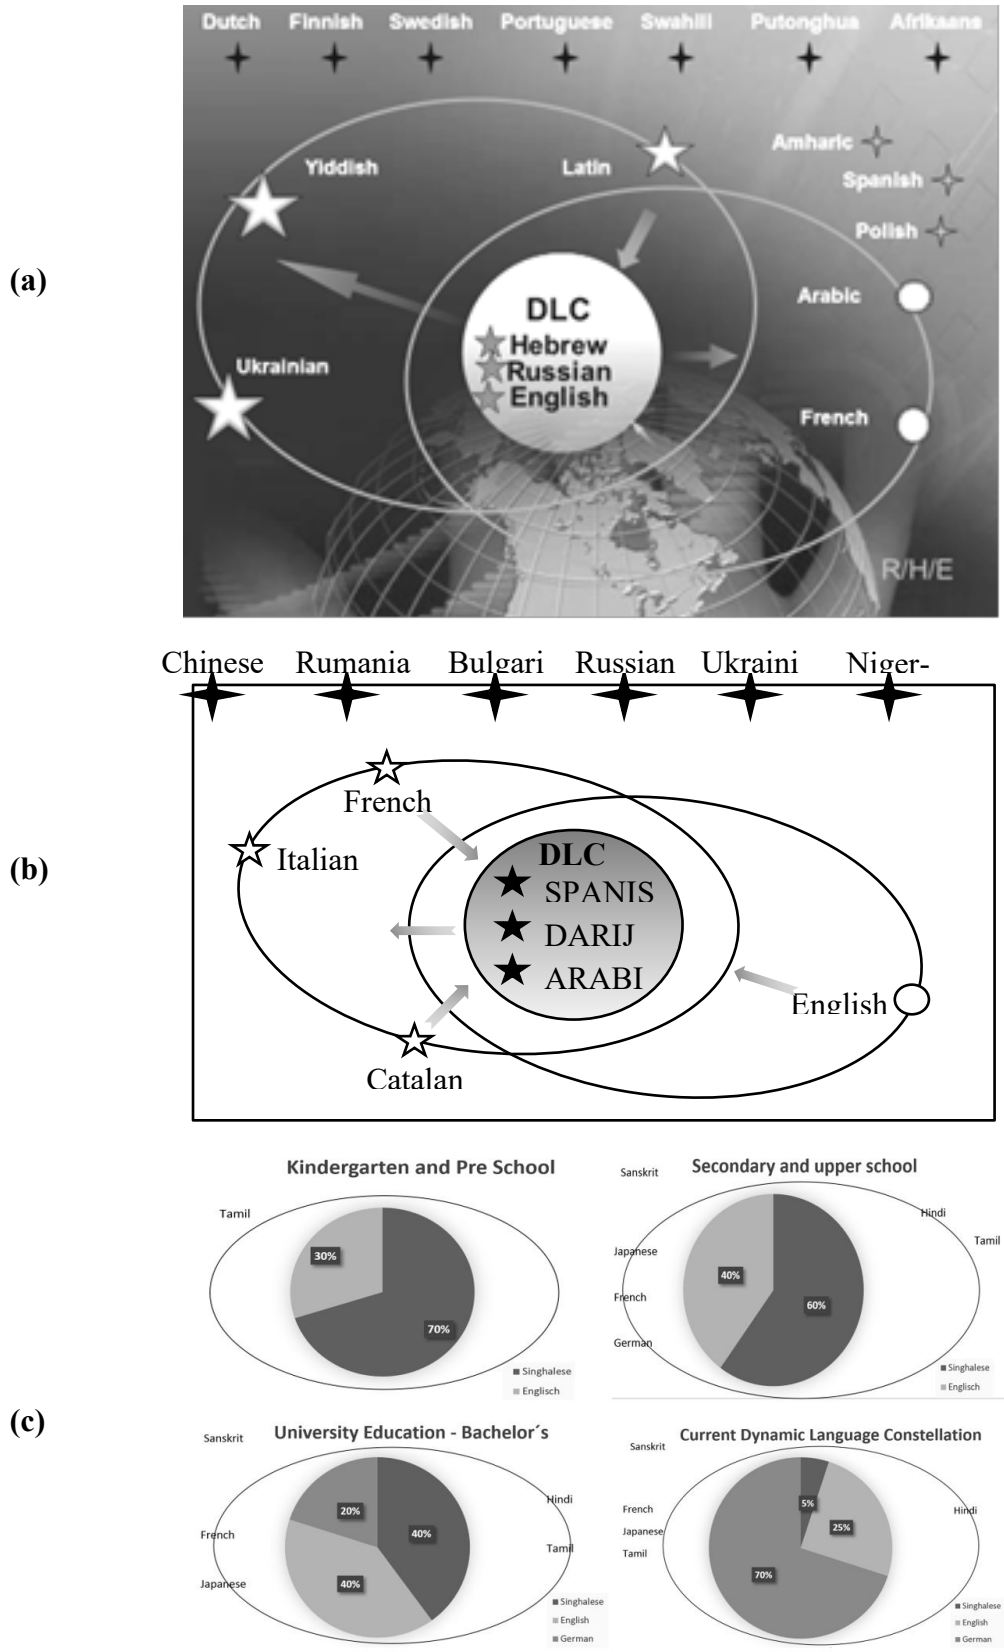 Dutch Finnish Swedish Portuguese Swahili Putonghua Afrikaans
Amharic
Yiddish Latin
Spanish
Polish
Arabic
(a)
DLC
Hebrew
Russian
English
Ukrainian
French
R/H/E
Chinese Rumania Bulgari Russian Ukraini Niger-
French
Italian
(b)
DLC
SPANIS
DARIJ
ARABI
English
Catalan
Kindergarten and Pre School
Tamil
30%
70%
Singhalese
Englisch
Secondary and upper school
Sanskrit
Hindi
Tamil
Japanese
40%
French
60%
German
Singhalese
Englisch
(c)
University Education - Bachelor´s
Sanskrit
Hindi
20%
40%
French
Tamil
Japanese
40%
Singhalese
English
German
Current Dynamic Language Constellation
Sanskrit
5%
French
Hindi
25%
Japanese
Tamil
70%
Singhalese
English
German